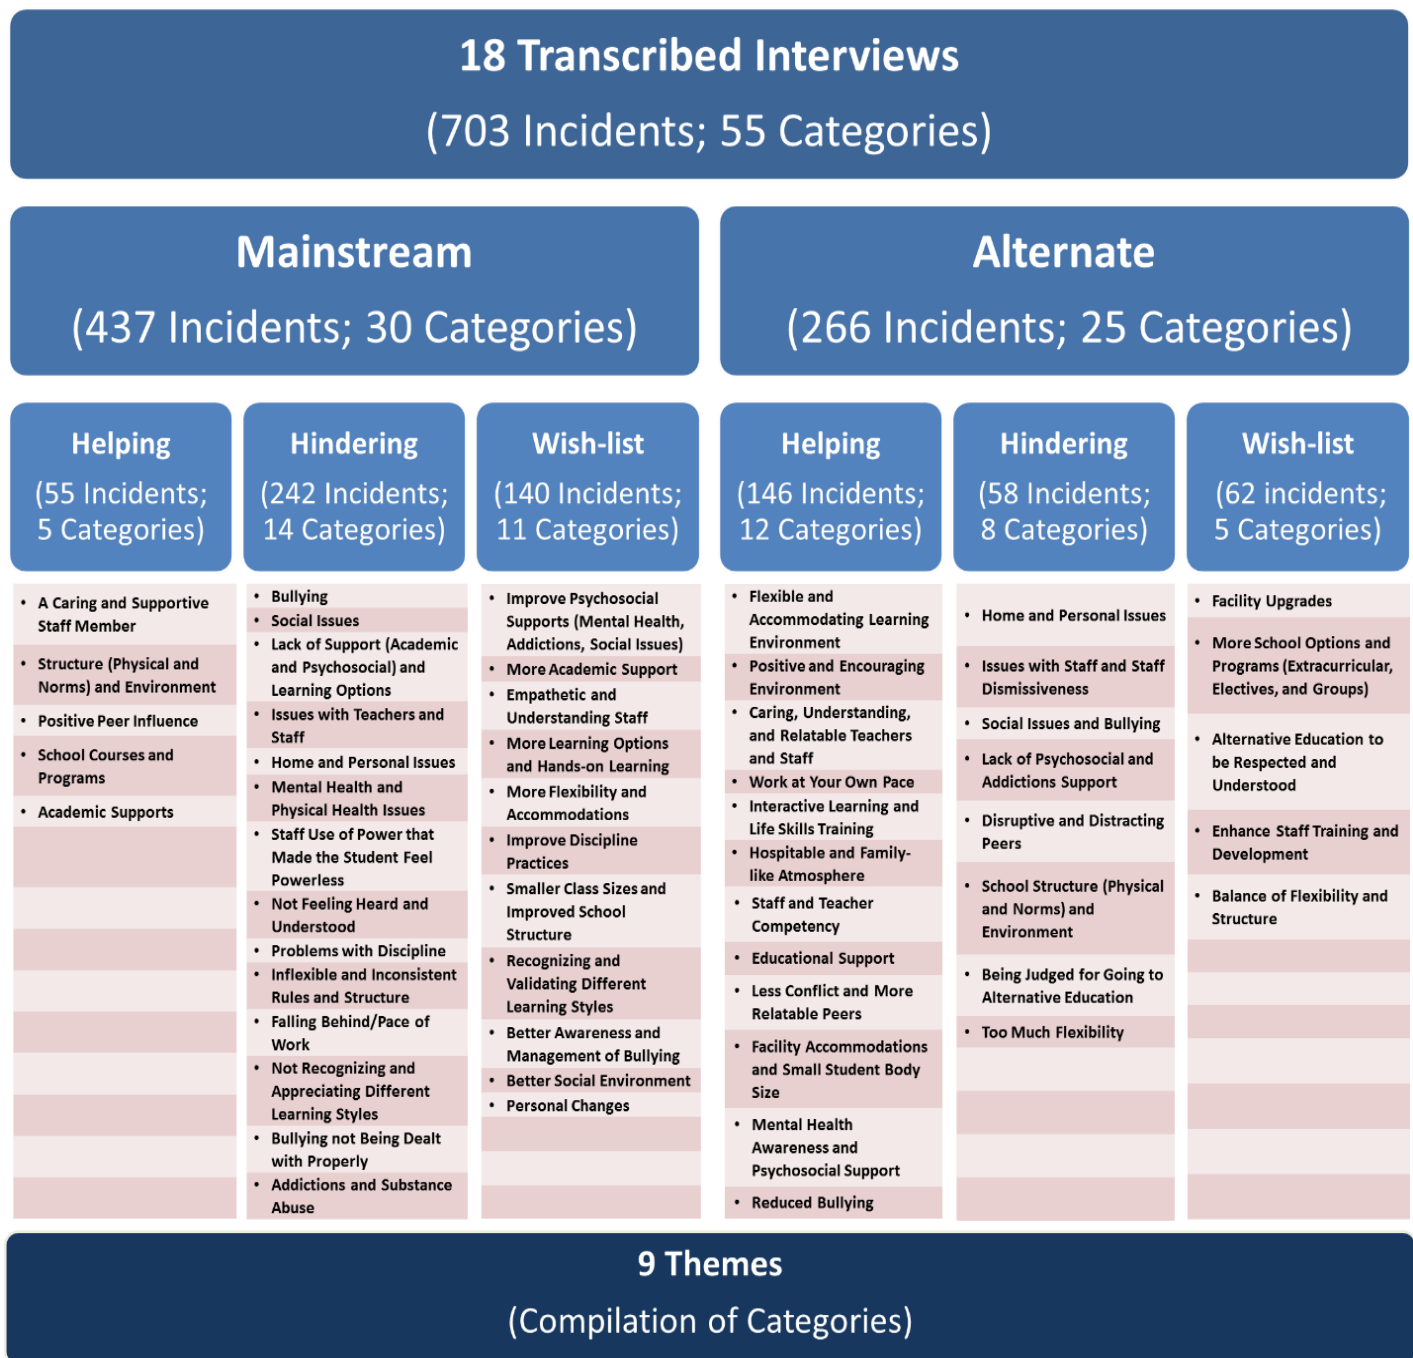 18 Transcribed Interviews
(703 Incidents; 55 Categories)
Mainstream
(437 Incidents; 30 Categories)
Alternate
(266 Incidents; 25 Categories)
Helping
(55 Incidents;
5 Categories)
Hindering
(242 Incidents;
14 Categories)
Wish-list
(140 Incidents;
11 Categories)
Helping
(146 Incidents;
12 Categories)
Hindering
(58 Incidents;
8 Categories)
Wish-list
(62 incidents;
5 Categories)
• A Caring and Supportive
Staff Member
• Structure (Physical and
Norms) and Environment
• Positive Peer Influence
• School Courses and
Programs
• Academic Supports
• Bullying
• Social Issues
• Lack of Support (Academic
and Psychosocial) and
Learning Options
• Issues with Teachers and
Staff
• Home and Personal Issues
• Mental Health and
Physical Health Issues
• Staff Use of Power that
Made the Student Feel
Powerless
• Not Feeling Heard and
Understood
• Problems with Discipline
• Inflexible and Inconsistent
Rules and Structure
• Falling Behind/Pace of
Work
• Not Recognizing and
Appreciating Different
Learning Styles
• Bullying not Being Dealt
with Properly
• Addictions and Substance
Abuse
• Improve Psychosocial
Supports (Mental Health,
Addictions, Social Issues)
• More Academic Support
• Empathetic and
Understanding Staff
• More Learning Options
and Hands-on Learning
• More Flexibility and
Accommodations
• Improve Discipline
Practices
• Smaller Class Sizes and
Improved School
Structure
• Recognizing and
Validating Different
Learning Styles
• Better Awareness and
Management of Bullying
• Better Social Environment
• Personal Changes
• Flexible and
Accommodating Learning
Environment
• Positive and Encouraging
Environment
• Caring, Understanding,
and Relatable Teachers
and Staff
• Work at Your Own Pace
• Interactive Learning and
Life Skills Training
• Hospitable and Family-
like Atmosphere
• Staff and Teacher
Competency
• Educational Support
• Less Conflict and More
Relatable Peers
• Facility Accommodations
and Small Student Body
Size
• Mental Health
Awareness and
Psychosocial Support
• Reduced Bullying
• Home and Personal Issues
• Issues with Staff and Staff
Dismissiveness
• Social Issues and Bullying
• Lack of Psychosocial and
Addictions Support
• Disruptive and Distracting
Peers
• School Structure (Physical
and Norms) and
Environment
• Being Judged for Going to
Alternative Education
• Too Much Flexibility
• Facility Upgrades
• More School Options and
Programs (Extracurricular,
Electives, and Groups)
• Alternative Education to
be Respected and
Understood
• Enhance Staff Training and
Development
• Balance of Flexibility and
Structure
9 Themes
(Compilation of Categories)